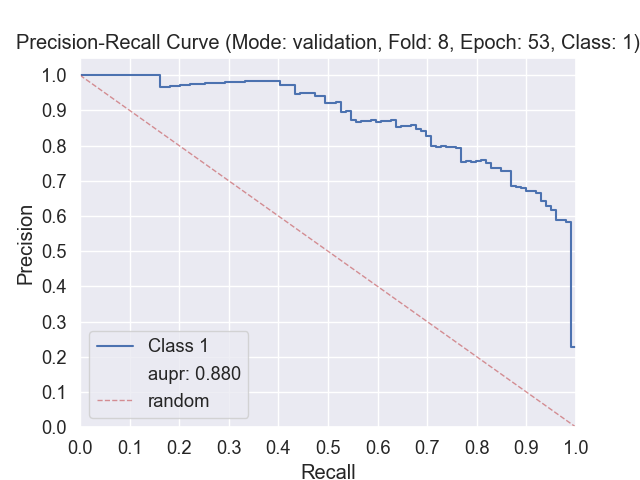 Precision-Recall Curve (Mode: validation, Fold: 8, Epoch: 53, Class: 1)
1.0
0.9
0.8
0.7
0.6
0.5
0.4
0.3
0.2
0.1
0.0
Precision
Class 1
aupr: 0.880
random
0.0 0.1 0.2 0.3 0.4 0.5 0.6 0.7 0.8 0.9 1.0
Recall